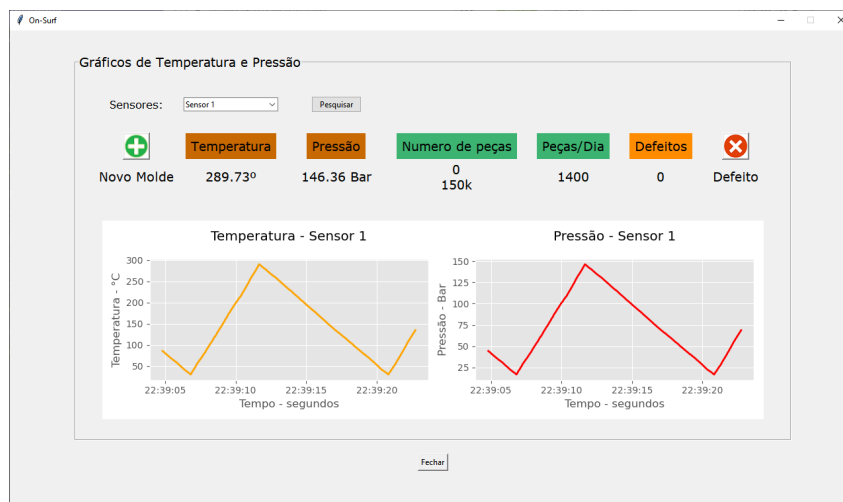 On-Surf
Gráficos de Temperatura e Pressão
Sensores: Sensor 1 Pesquisar
Temperatura Pressão Numero de peças Peças/Dia Defeitos
Novo Molde 289.73º 146.36 Bar 0 1400 0 Defeito
150k
Temperatura - Sensor 1
300
250
200
150
100
50
Temperatura - °C
22:39:05 22:39:10 22:39:15 22:39:20
Tempo - segundos
Pressão - Sensor 1
150
125
100
75
50
25
Pressão - Bar
22:39:05 22:39:10 22:39:15 22:39:20
Tempo - segundos
Fechar